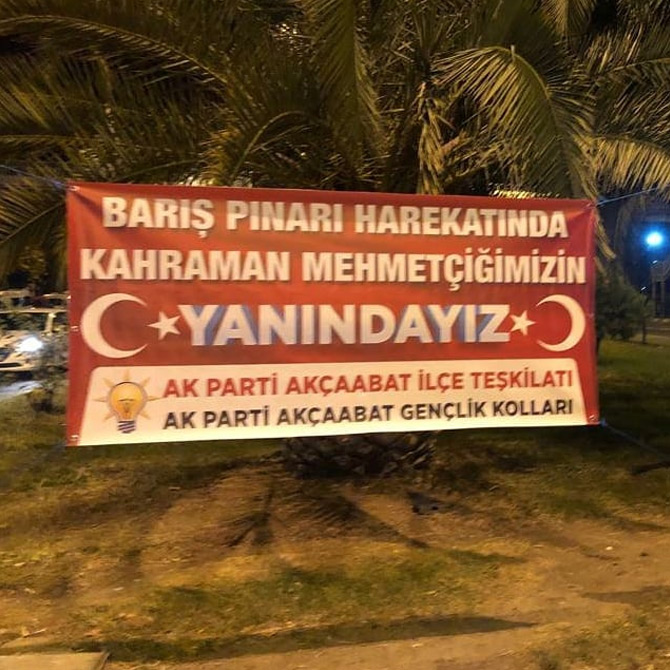 BARIŞ PINARI HAREKATINDA
KAHRAMAN MEHMETÇİĞİMİZİN
YANINDAYIZ
AK PARTİ AKÇAABAT İLÇE TEŞKİLATI
AK PARTİ AKÇAABAT GENÇLİK KOLLARI